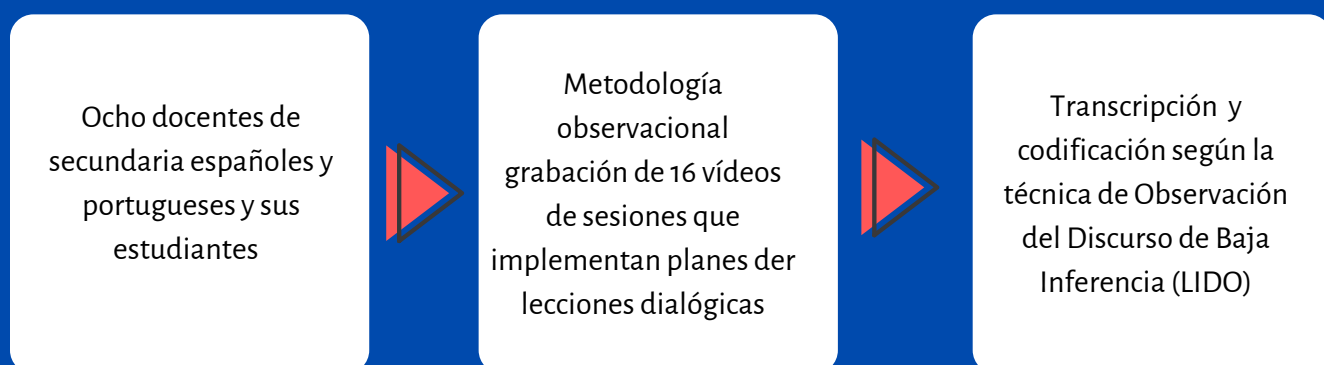 Ocho docentes de
secundaria españoles y
portugueses y sus
estudiantes
Metodología
observacional
grabación de 16 vídeos
de sesiones que
implementan planes der
lecciones dialógicas
Transcripción y
codificación según la
técnica de Observación
del Discurso de Baja
Inferencia (LIDO)